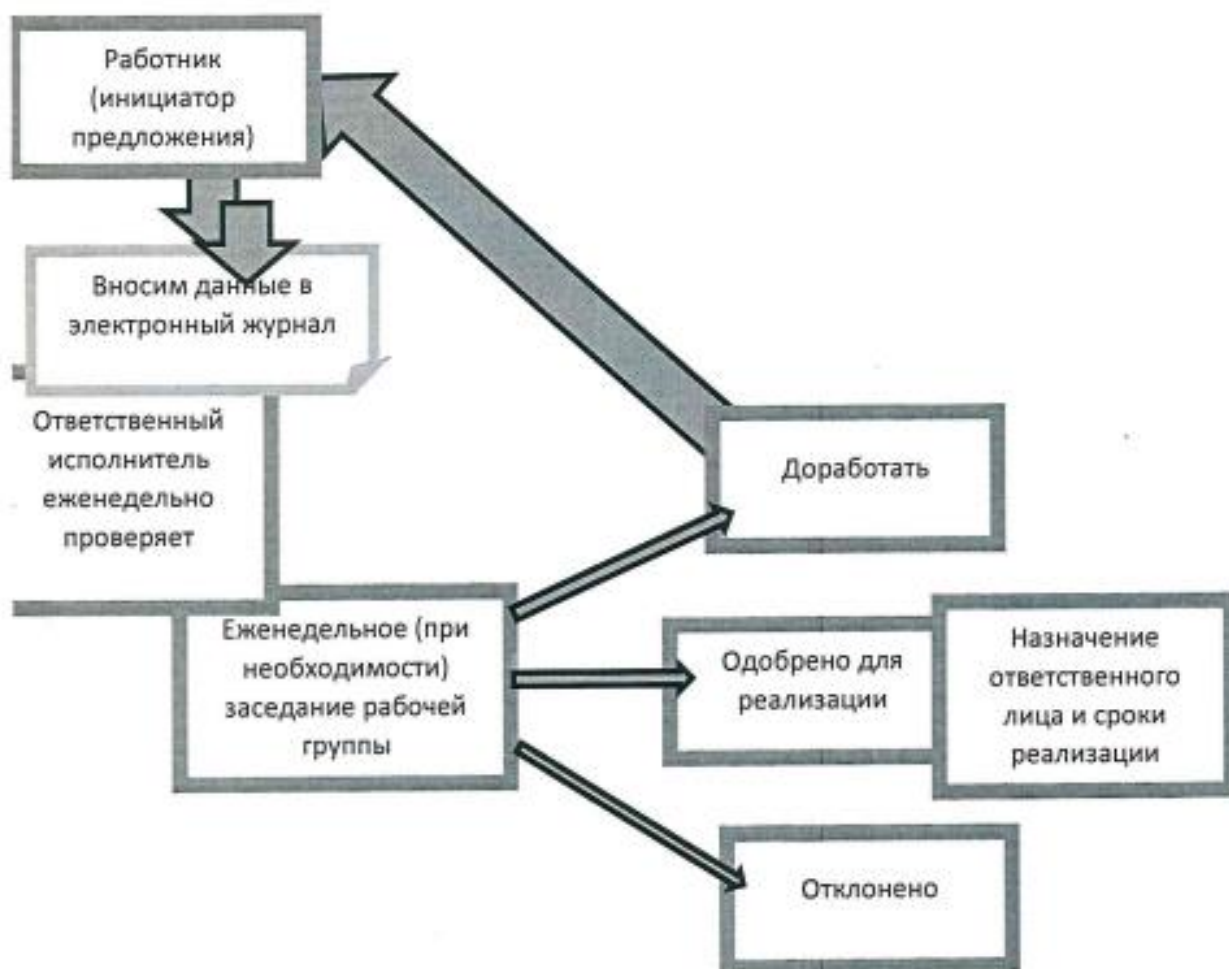 Работник
(инициатор
предложения)
Вносим данные в
электронный журнал
Ответственный
исполнитель
еженедельно
проверяет
Еженедельное (при
необходимости)
заседание рабочей
группы
Доработать
Одобрено для
реализации
Назначение
ответственного
лица и сроки
реализации
Отклонено